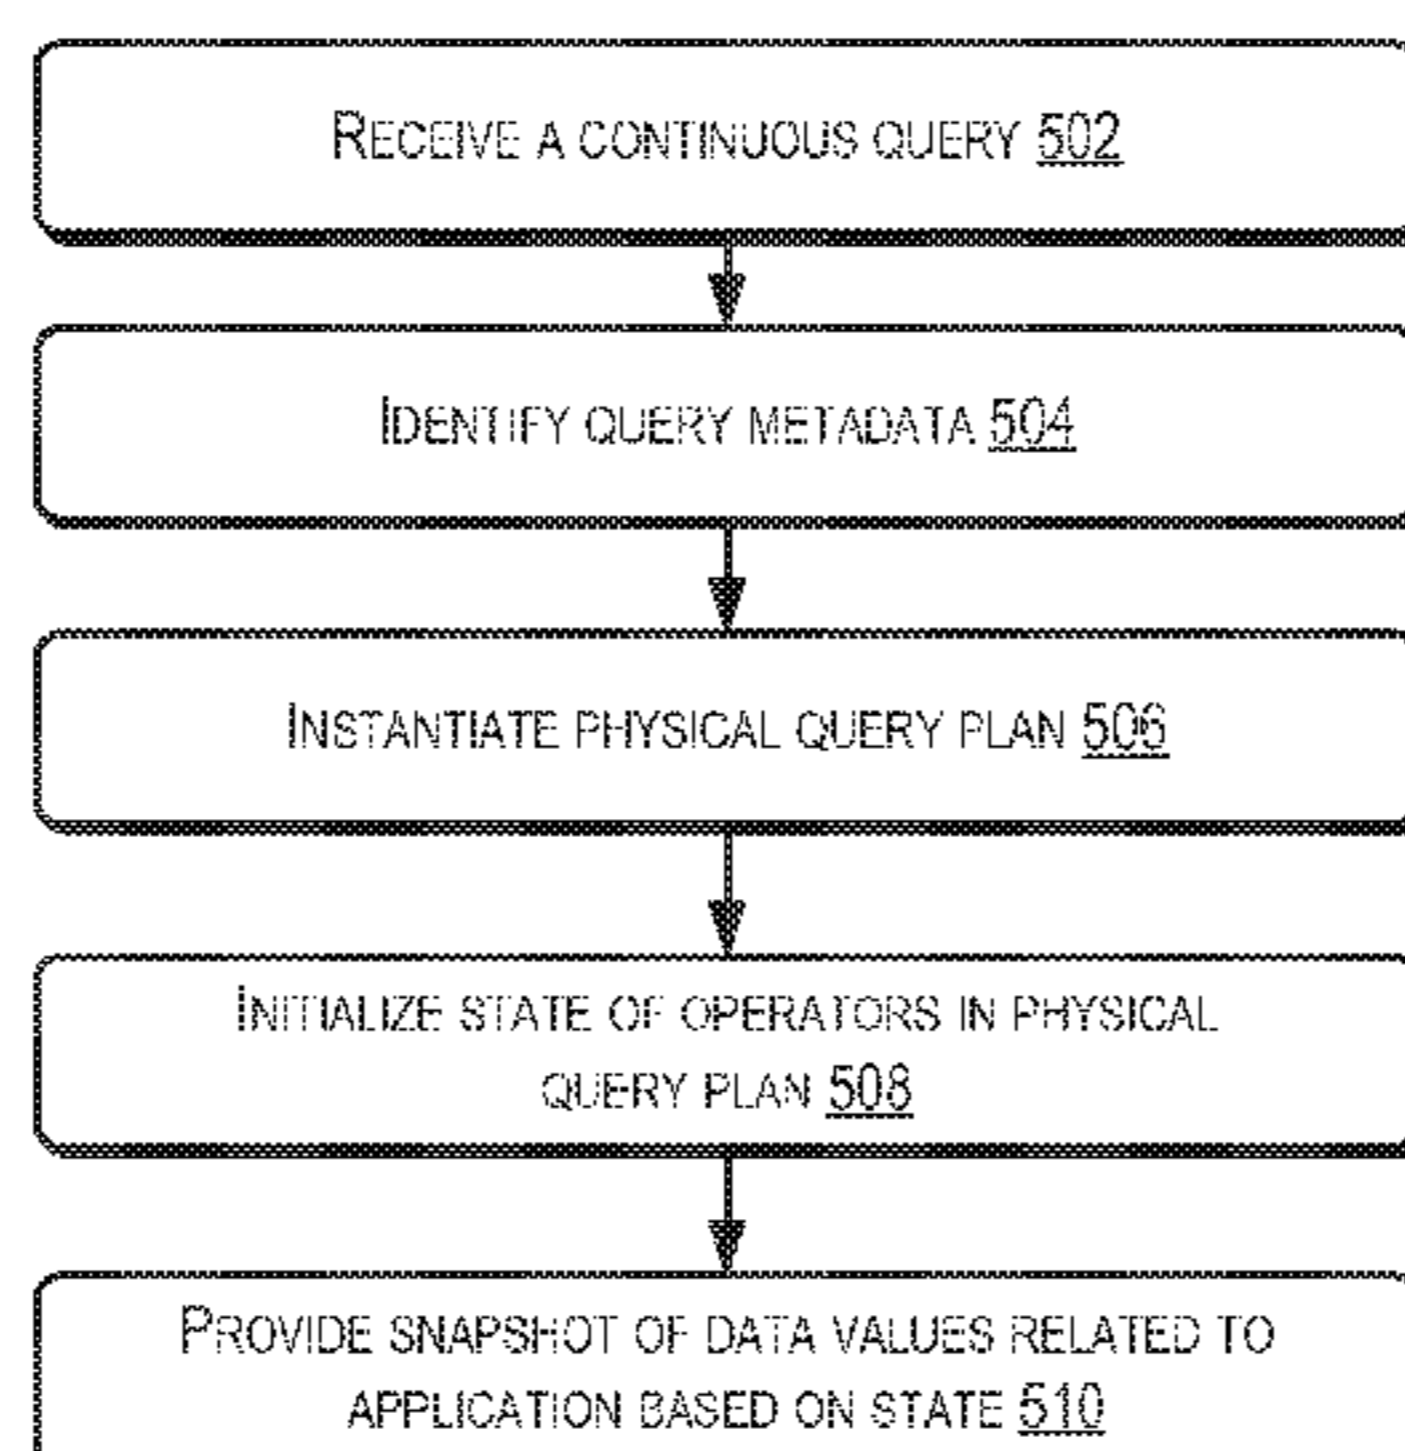 RECEIVE A CONTINUOUS QUERY 502
IDENTIFY QUERY METADATA 504
INSTANTIATE PHYSICAL QUERY PLAN 506
INITIALIZE STATE OF OPERATORS IN PHYSICAL
QUERY PLAN 508
PROVIDE SNAPSHOT OF DATA VALUES RELATED TO
APPLICATION BASED ON STATE 510